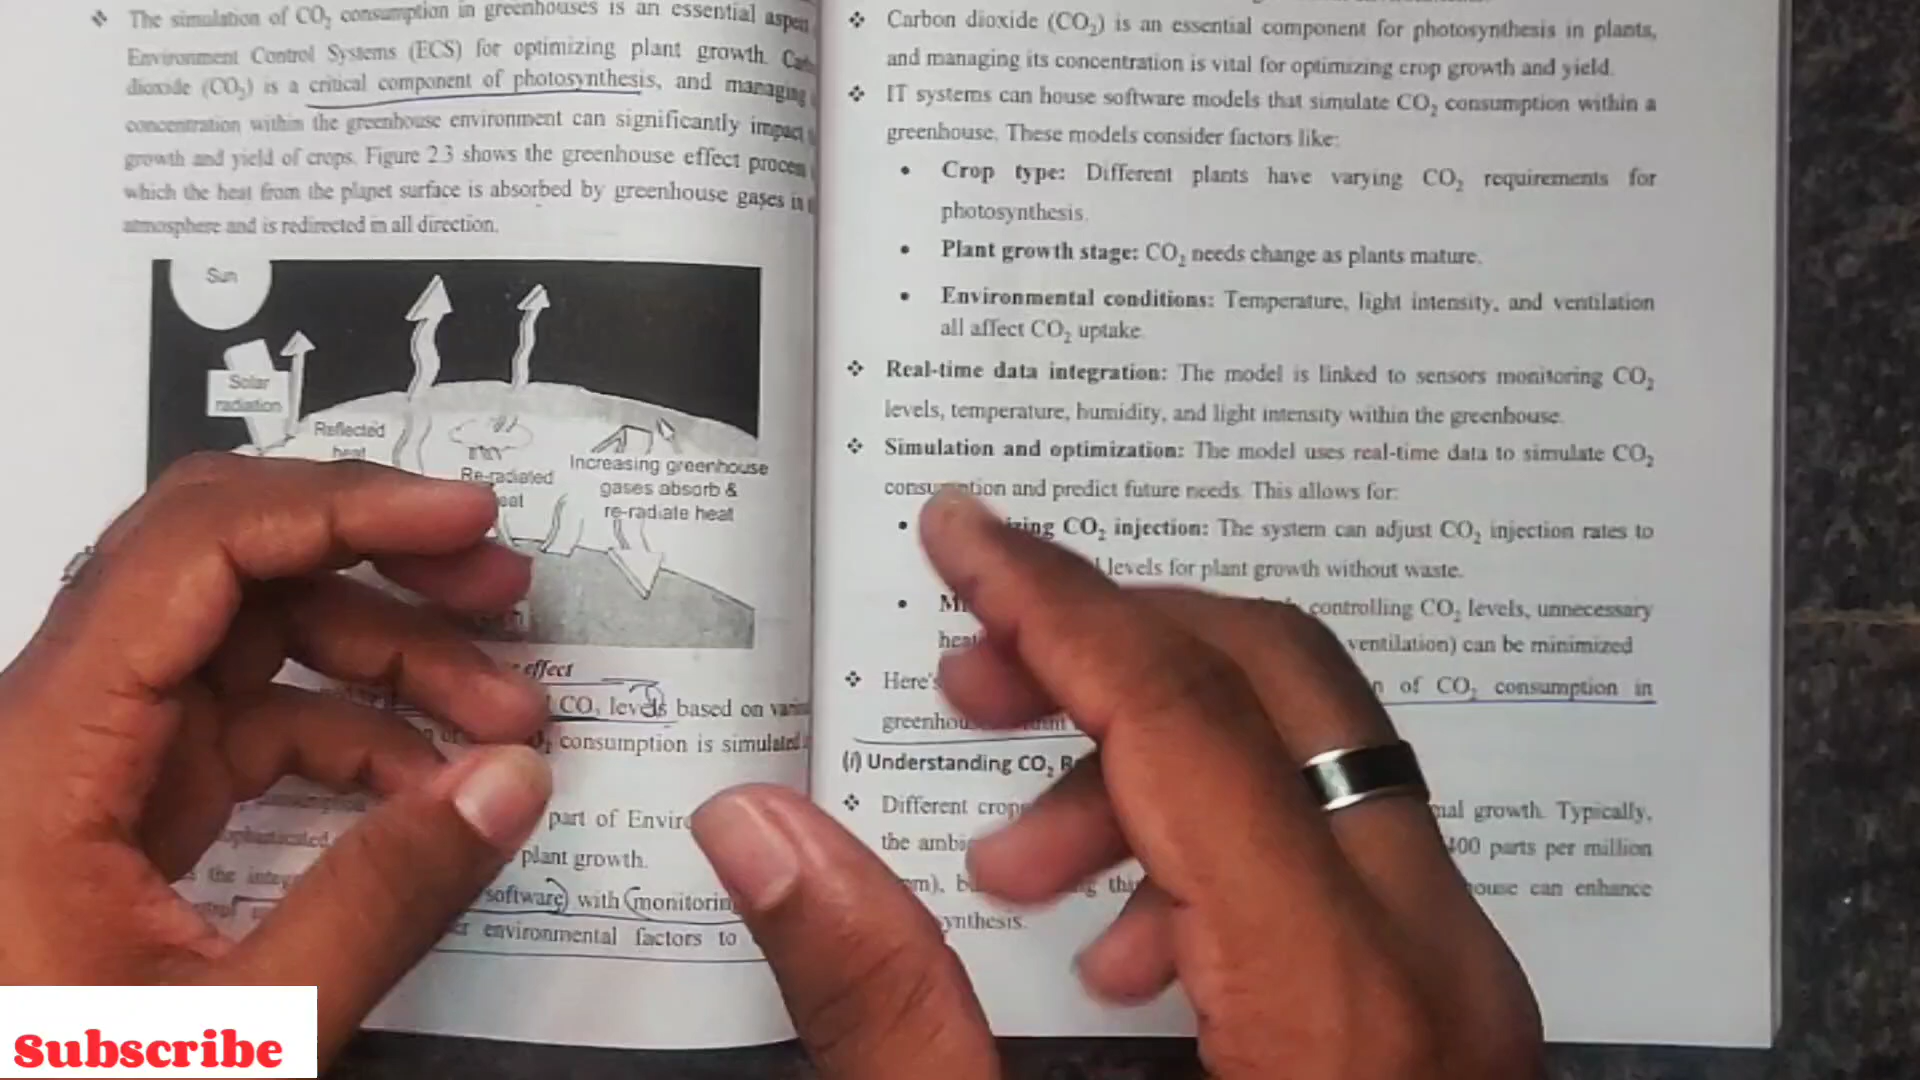 ❖ The simulation of CO₂ consumption in greenhouses is an essential aspen
Environment Control Systems (ECS) for optimizing plant growth.
dioxide (CO₂) is a critical component of photosynthesis, and managing
concentration within the greenhouse environment can significantly impact
growth and yield of crops. Figure 2.3 shows the greenhouse effect process
which the heat from the planet surface is absorbed by greenhouse gases in
atmosphere and is redirected in all direction.
Sun
Solar
radiation
Reflected
heat
Re-radiated
heat
Increasing greenhouse
gases absorb &
re-radiate heat
effect
CO₂ levels based on
consumption is simulated
part of
plant growth.
the
software with monitoring
environmental factors to
❖ Carbon dioxide (CO₂) is an essential component for photosynthesis in plants,
and managing its concentration is vital for optimizing crop growth and yield.
❖ IT systems can house software models that simulate CO₂ consumption within a
greenhouse. These models consider factors like:
• Crop type: Different plants have varying CO₂ requirements for
photosynthesis.
• Plant growth stage: CO₂ needs change as plants mature.
• Environmental conditions: Temperature, light intensity, and ventilation
all affect CO₂ uptake.
❖ Real-time data integration: The model is linked to sensors monitoring CO₂
levels, temperature, humidity, and light intensity within the greenhouse.
❖ Simulation and optimization: The model uses real-time data to simulate CO₂
consumption and predict future needs. This allows for:
• CO₂ injection: The system can adjust CO₂ injection rates to
levels for plant growth without waste.
• controlling CO₂ levels, unnecessary
ventilation) can be minimized
❖ Here's of CO₂ consumption in
(i) Understanding CO₂
❖ Different growth. Typically,
the parts per million
can enhance
Subscribe